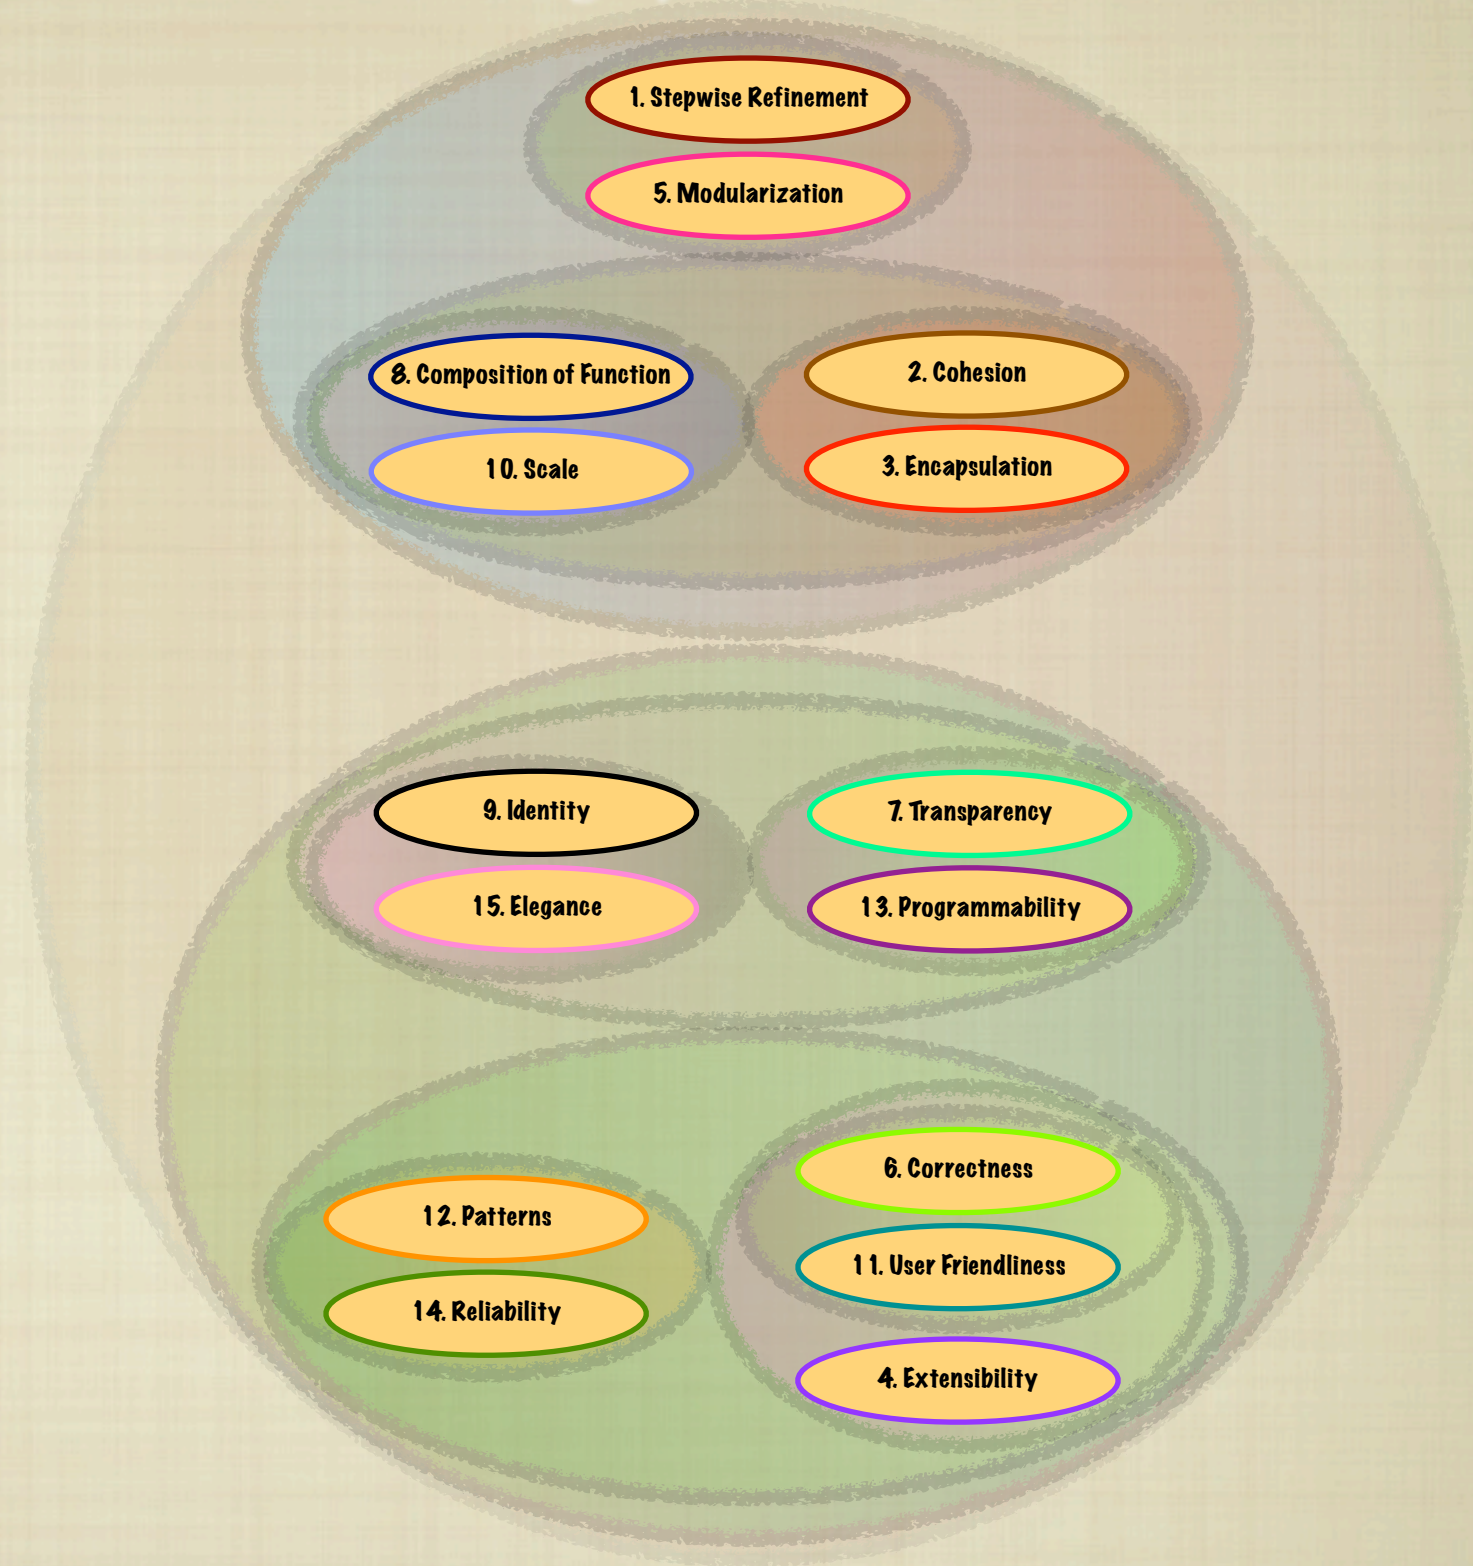 1. Stepwise Refinement
5. Modularization
8. Composition of Function
10. Scale
2. Cohesion
3. Encapsulation
9. Identity
15. Elegance
7. Transparency
13. Programmability
12. Patterns
14. Reliability
6. Correctness
11. User Friendliness
4. Extensibility